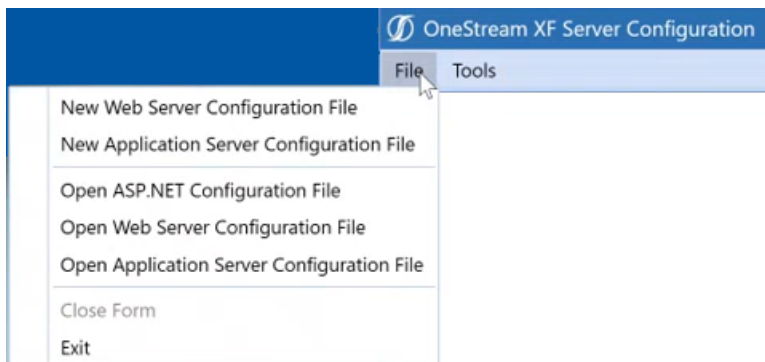 OneStream XF Server Configuration
File Tools
New Web Server Configuration File
New Application Server Configuration File
Open ASP.NET Configuration File
Open Web Server Configuration File
Open Application Server Configuration File
Close Form
Exit